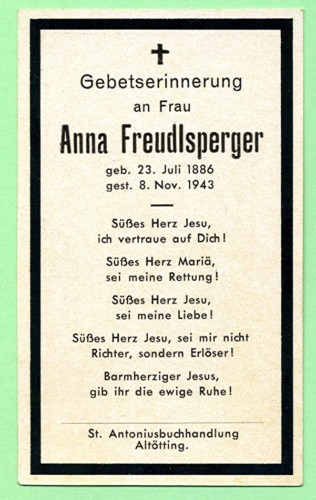 Gebetserinnerung
an Frau
Anna Freudlsperger
geb. 23. Juli 1886
gest. 8. Nov. 1943
Süßes Herz Jesu,
ich vertraue auf Dich!
Süßes Herz Mariä,
sei meine Rettung!
Süßes Herz Jesu,
sei meine Liebe!
Süßes Herz Jesu, sei mir nicht
Richter, sondern Erlöser!
Barmherziger Jesus,
gib ihr die ewige Ruhe!
St. Antoniusbuchhandlung
Altötting.